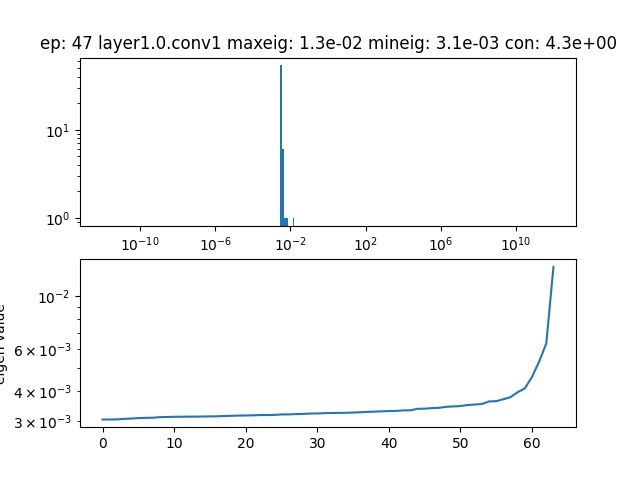 ep: 47 layer1.0.conv1 maxeig: 1.3e-02 mineig: 3.1e-03 con: 4.3e+00
10¹
10⁰
10⁻¹⁰ 10⁻⁶ 10⁻² 10² 10⁶ 10¹⁰
10⁻²
6 × 10⁻³
4 × 10⁻³
3 × 10⁻³
eigen value
0 10 20 30 40 50 60